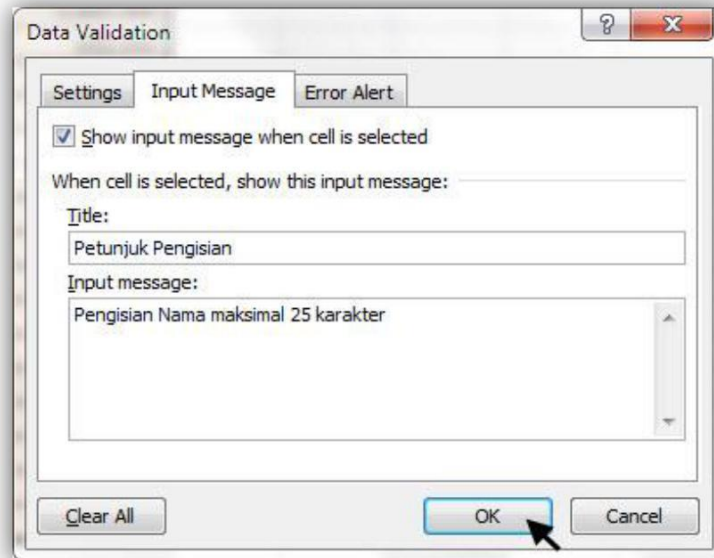 Data Validation
Settings Input Message Error Alert
Show input message when cell is selected
When cell is selected, show this input message:
Title:
Petunjuk Pengisian
Input message:
Pengisian Nama maksimal 25 karakter
Clear All OK Cancel